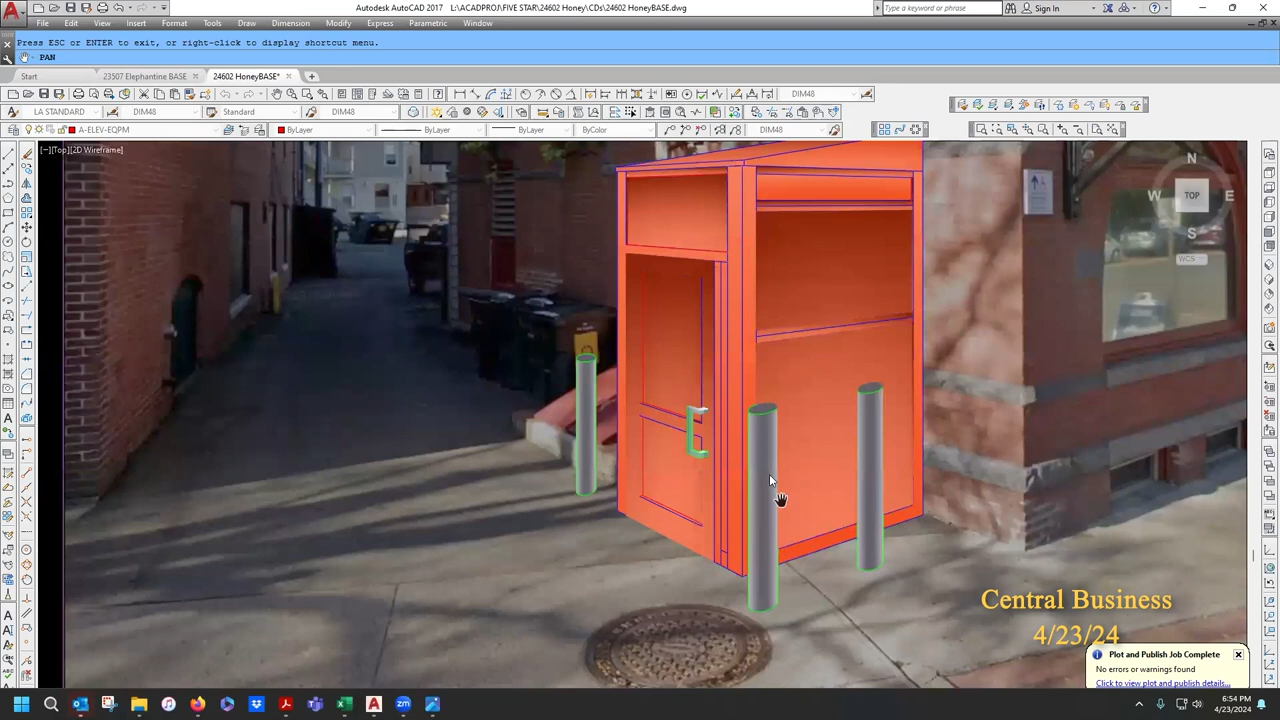 Autodesk AutoCAD 2017 L:\ACADPROJ\FIVE STAR\24602 Honey\CDs\24602 HoneyBASE.dwg
Type a keyword or phrase
Sign In
File Edit View Insert Format Tools Draw Dimension Modify Express Parametric Window
Press ESC or ENTER to exit, or right-click to display shortcut menu.
PAN
Start 23507 Elephantine BASE 24602 HoneyBASE*
DIM48
LA STANDARD DIM48 Standard DIM48
A-ELEV-EQPM ByLayer ByLayer ByLayer ByColor DIM48
[−][Top][2D Wireframe]
N
W TOP E
S
WCS
Central Business
4/23/24
Plot and Publish Job Complete
No errors or warnings found
Click to view plot and publish details...
6:54 PM
4/23/2024